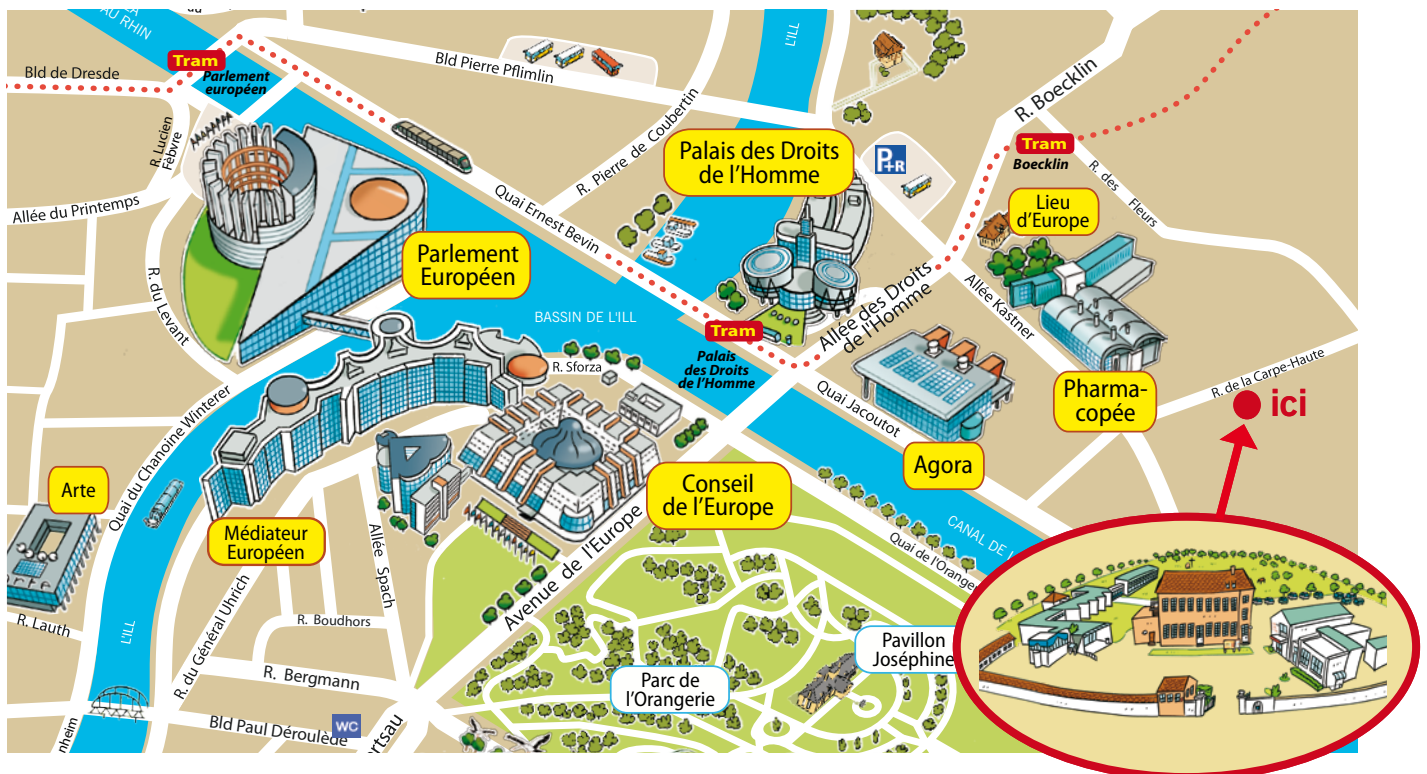 AU RHIN
L'ILL
Tram
Parlement
européen
Bld de Dresde
Bld Pierre Pflimlin
R. Boecklin
R. Lucien
Fèbvre
R. Pierre de Coubertin
Palais des Droits
de l'Homme
P+R
Tram
Boecklin
R. des
Fleurs
Lieu
d'Europe
Allée du Printemps
Quai Ernest Bevin
Parlement
Européen
R. du Levant
Allée des Droits
de l'Homme
Allée Kastner
BASSIN DE L'ILL
Tram
Palais
des Droits
de l'Homme
R. Sforza
Quai Jacoutot
Pharma-
copée
R. de la Carpe-Haute
ici
Quai du Chanoine Winterer
Arte
Agora
Conseil
de l'Europe
Médiateur
Européen
Allée
Spach
Avenue de l'Europe
CANAL DE
Quai de l'Oranger
R. Lauth
L'ILL
R. du Général Uhrich
R. Boudhors
R. Bergmann
Pavillon
Joséphine
Parc de
l'Orangerie
Bld Paul Déroulède
WC
nheim
rtsau